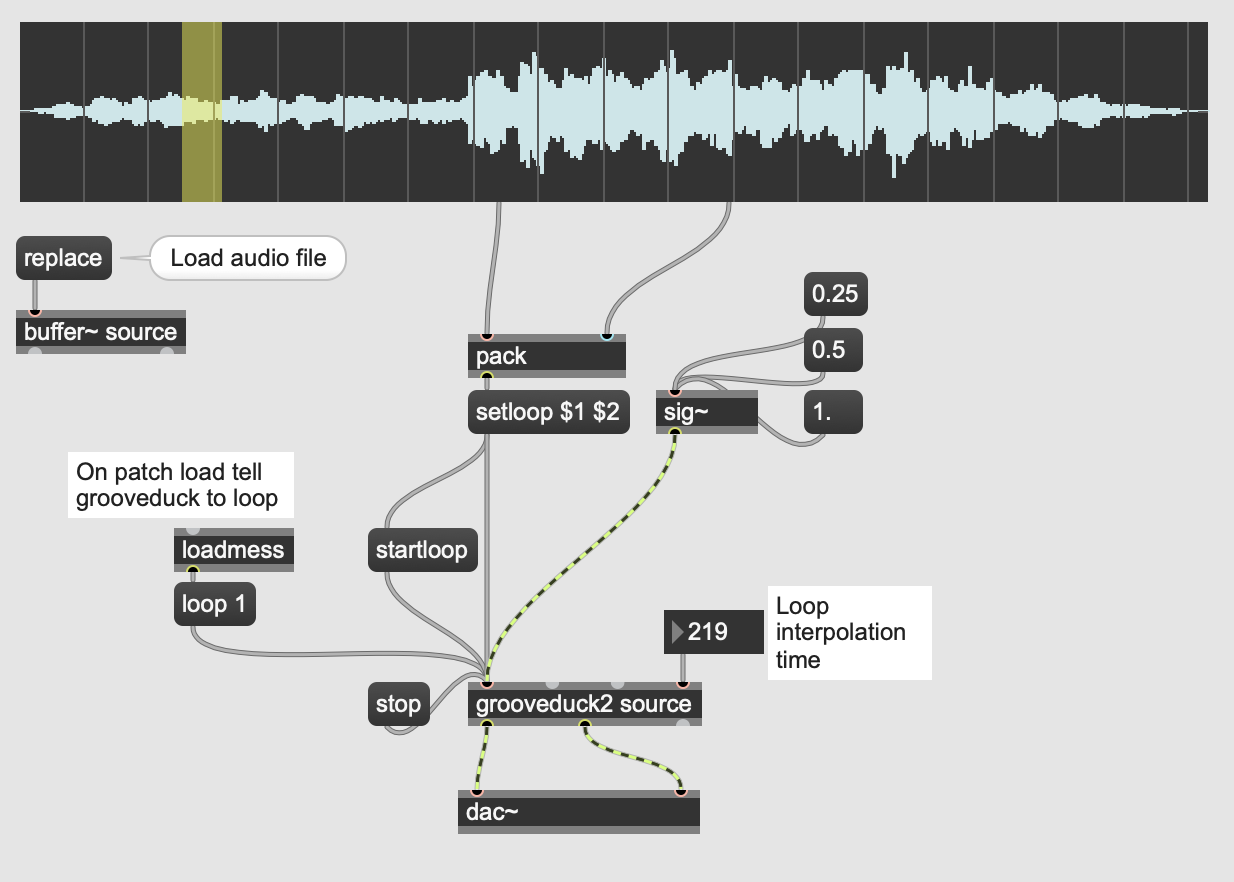 replace
Load audio file
buffer~ source
0.25
0.5
pack
setloop $1 $2
sig~
1.
On patch load tell
grooveduck to loop
loadmess
startloop
loop 1
219
Loop
interpolation
time
stop
grooveduck2 source
dac~